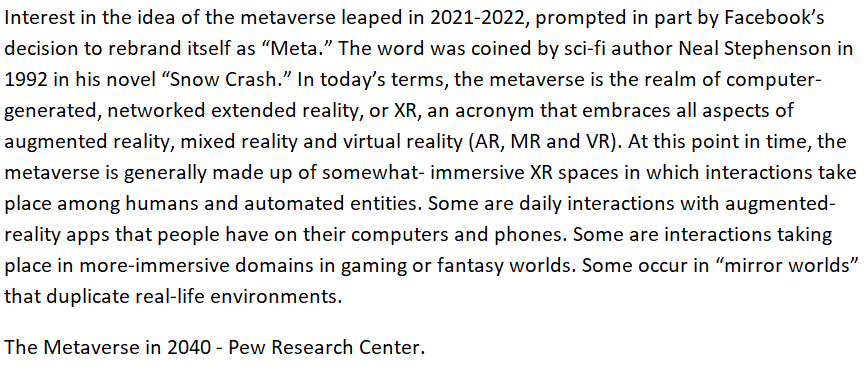 Interest in the idea of the metaverse leaped in 2021-2022, prompted in part by Facebook’s
decision to rebrand itself as “Meta.” The word was coined by sci-fi author Neal Stephenson in
1992 in his novel “Snow Crash.” In today’s terms, the metaverse is the realm of computer-
generated, networked extended reality, or XR, an acronym that embraces all aspects of
augmented reality, mixed reality and virtual reality (AR, MR and VR). At this point in time, the
metaverse is generally made up of somewhat- immersive XR spaces in which interactions take
place among humans and automated entities. Some are daily interactions with augmented-
reality apps that people have on their computers and phones. Some are interactions taking
place in more-immersive domains in gaming or fantasy worlds. Some occur in “mirror worlds”
that duplicate real-life environments.
The Metaverse in 2040 - Pew Research Center.